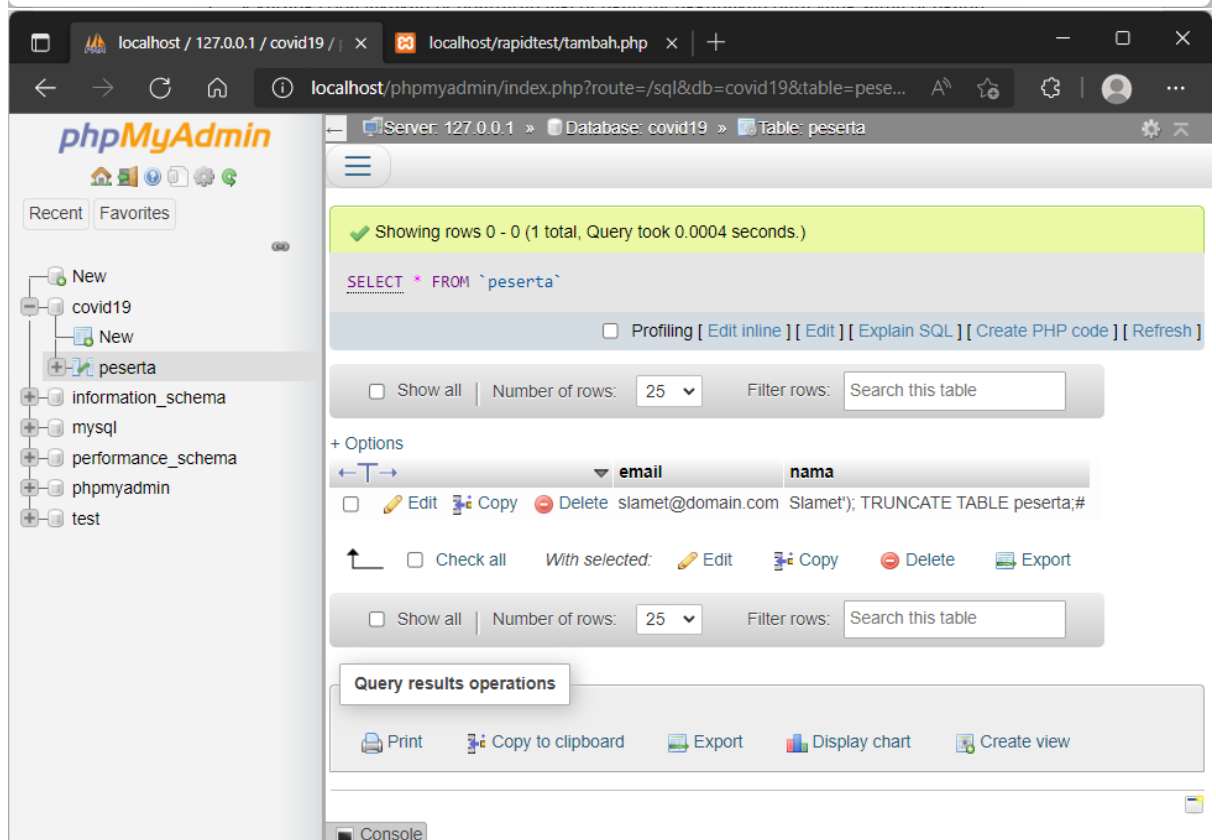 localhost / 127.0.0.1 / covid19 / p
localhost/rapidtest/tambah.php
localhost/phpmyadmin/index.php?route=/sql&db=covid19&table=pese...
phpMyAdmin
Recent Favorites
New
covid19
New
peserta
information_schema
mysql
performance_schema
phpmyadmin
test
Server: 127.0.0.1 » Database: covid19 » Table: peserta
Showing rows 0 - 0 (1 total, Query took 0.0004 seconds.)
SELECT * FROM `peserta`
Profiling [ Edit inline ] [ Edit ] [ Explain SQL ] [ Create PHP code ] [ Refresh ]
Show all | Number of rows: 25 Filter rows: Search this table
+ Options
←T→ email nama
Edit Copy Delete slamet@domain.com Slamet'); TRUNCATE TABLE peserta;#
Check all With selected: Edit Copy Delete Export
Show all | Number of rows: 25 Filter rows: Search this table
Query results operations
Print Copy to clipboard Export Display chart Create view
Console